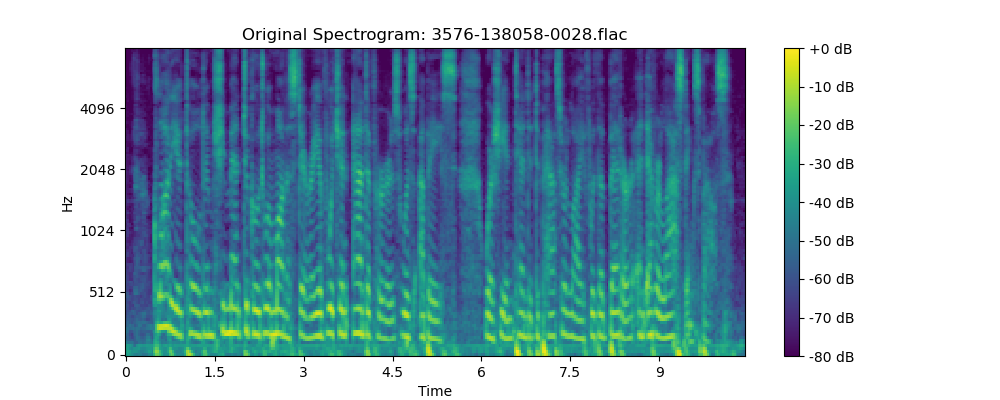 Original Spectrogram: 3576-138058-0028.flac
Hz
4096
2048
1024
512
0
0 1.5 3 4.5 6 7.5 9
Time
+0 dB
-10 dB
-20 dB
-30 dB
-40 dB
-50 dB
-60 dB
-70 dB
-80 dB